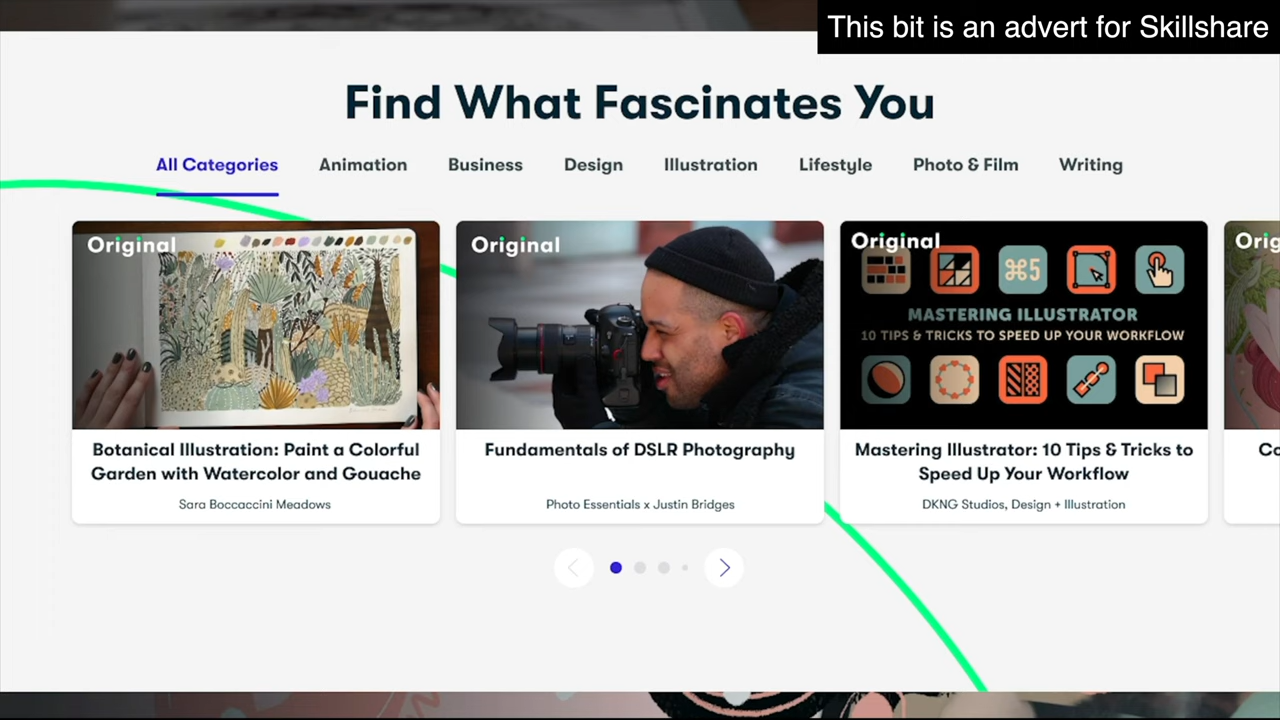 This bit is an advert for Skillshare
Find What Fascinates You
All Categories
Animation
Business
Design
Illustration
Lifestyle
Photo & Film
Writing
Original
Original
Original
⌘5
MASTERING ILLUSTRATOR
10 TIPS & TRICKS TO SPEED UP YOUR WORKFLOW
Botanical Illustration: Paint a Colorful
Garden with Watercolor and Gouache
Sara Boccaccini Meadows
Fundamentals of DSLR Photography
Photo Essentials x Justin Bridges
Mastering Illustrator: 10 Tips & Tricks to
Speed Up Your Workflow
DKNG Studios, Design + Illustration